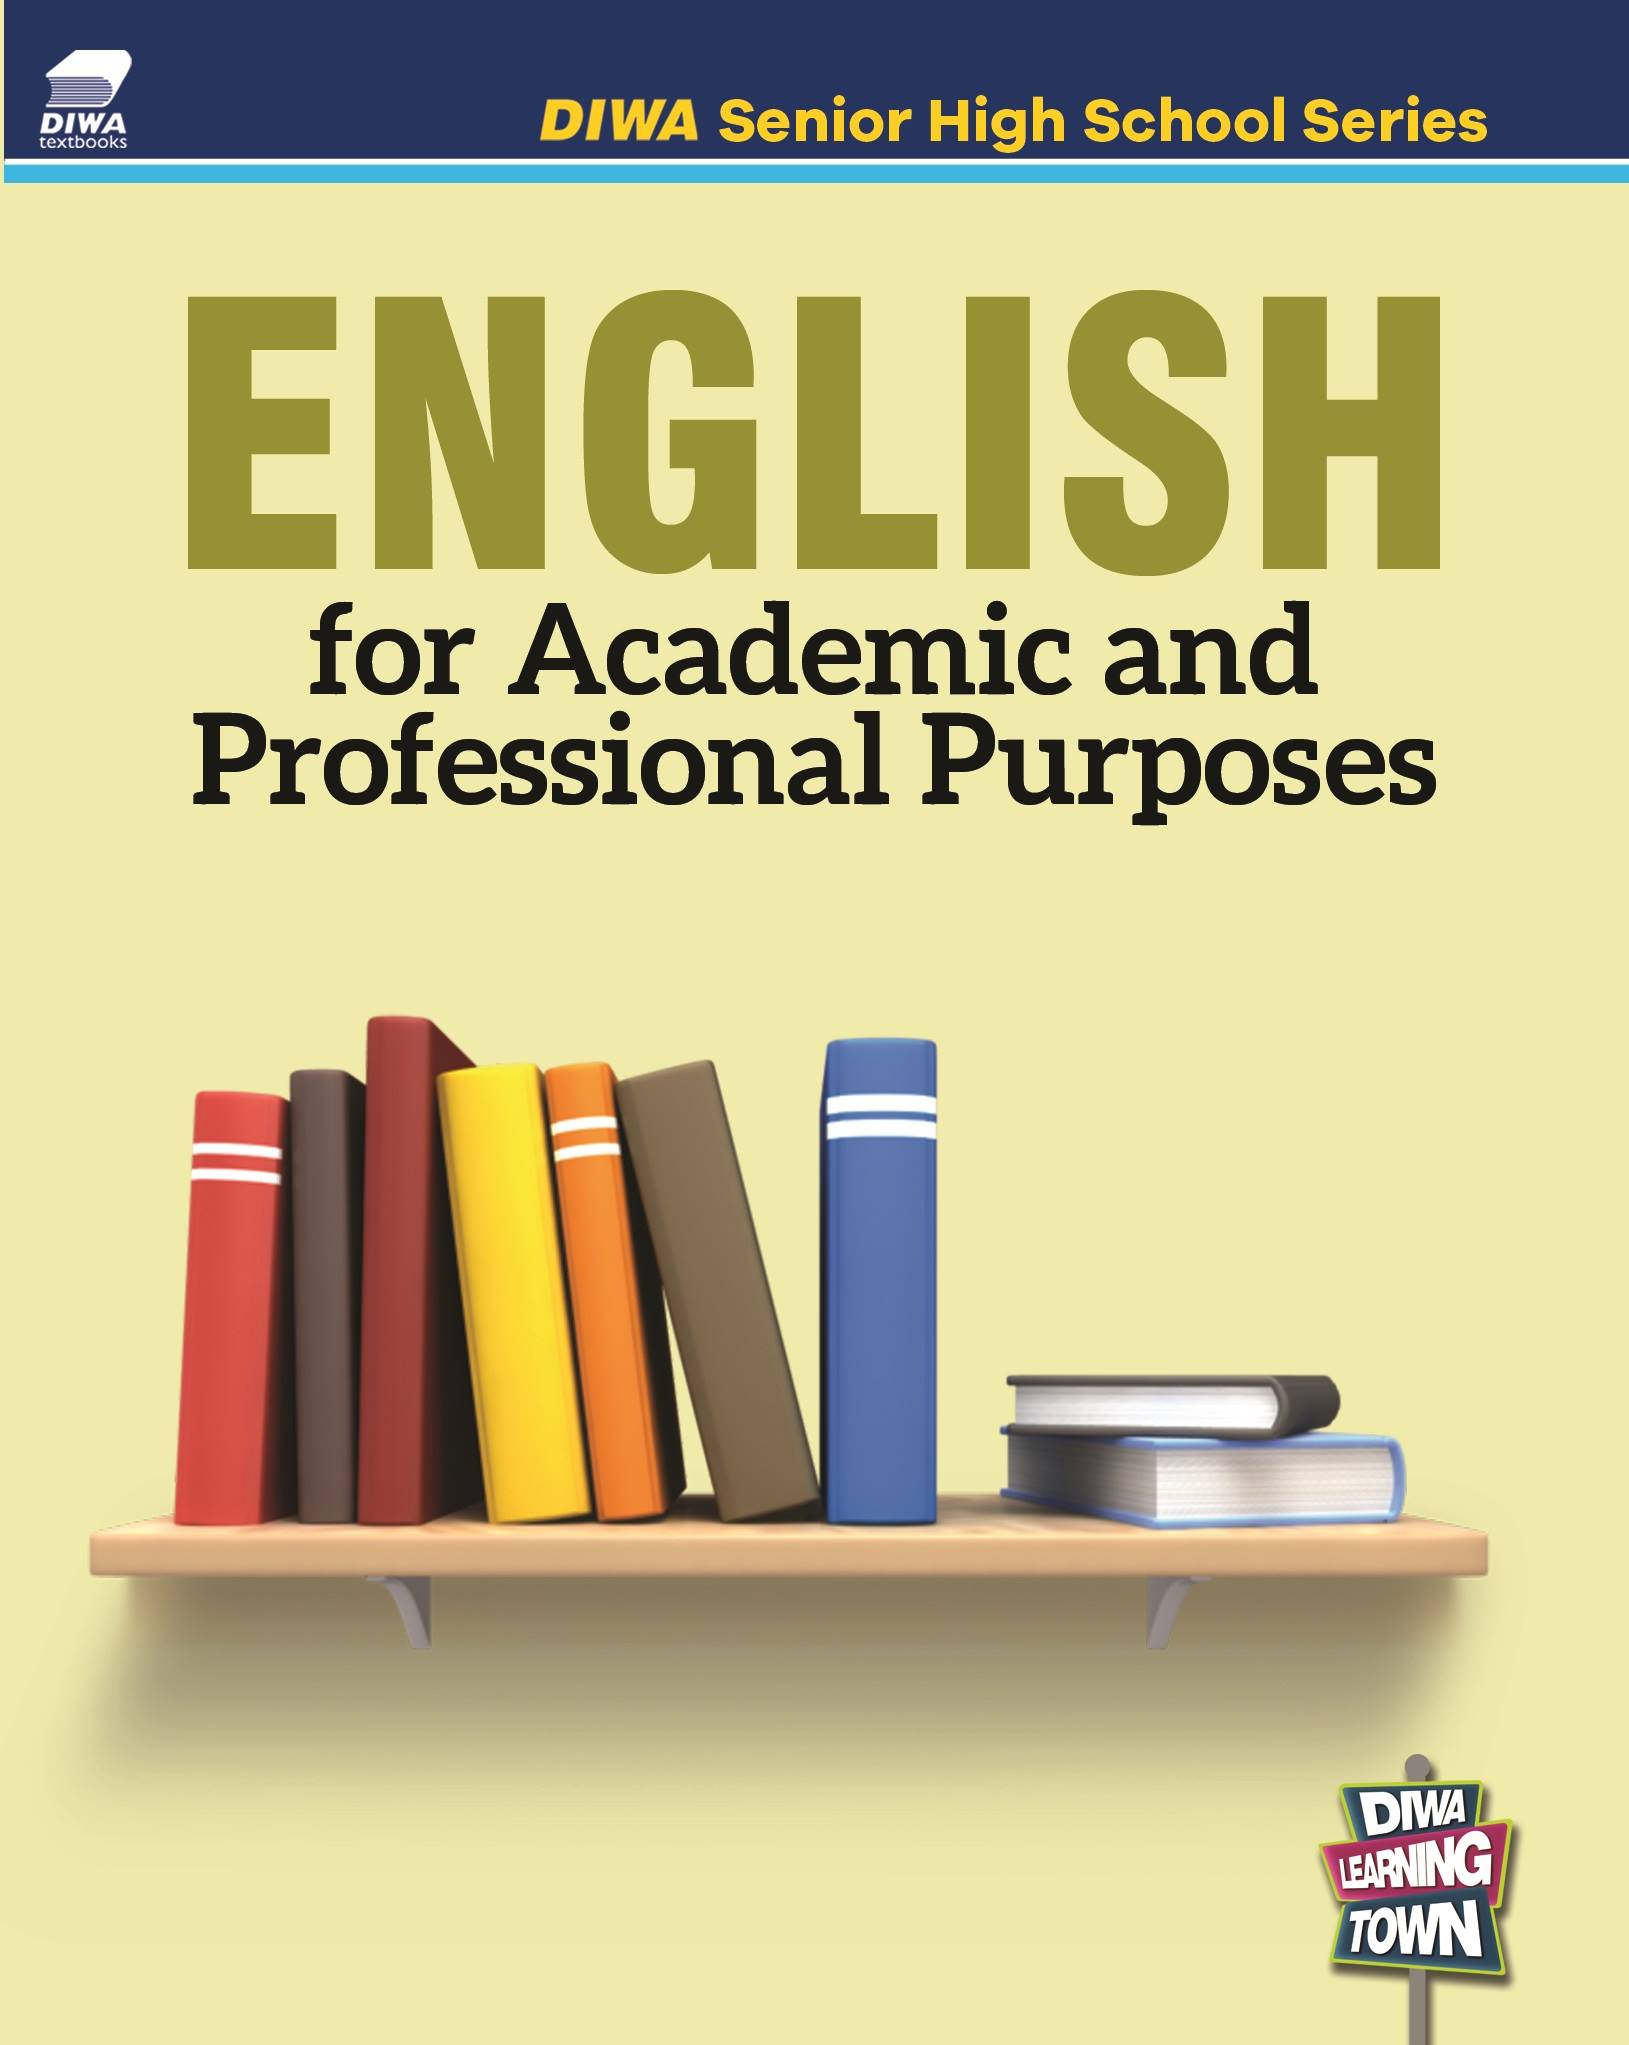 DIWA
textbooks
DIWA Senior High School Series
ENGLISH
for Academic and
Professional Purposes
DIWA
LEARNING
TOWN